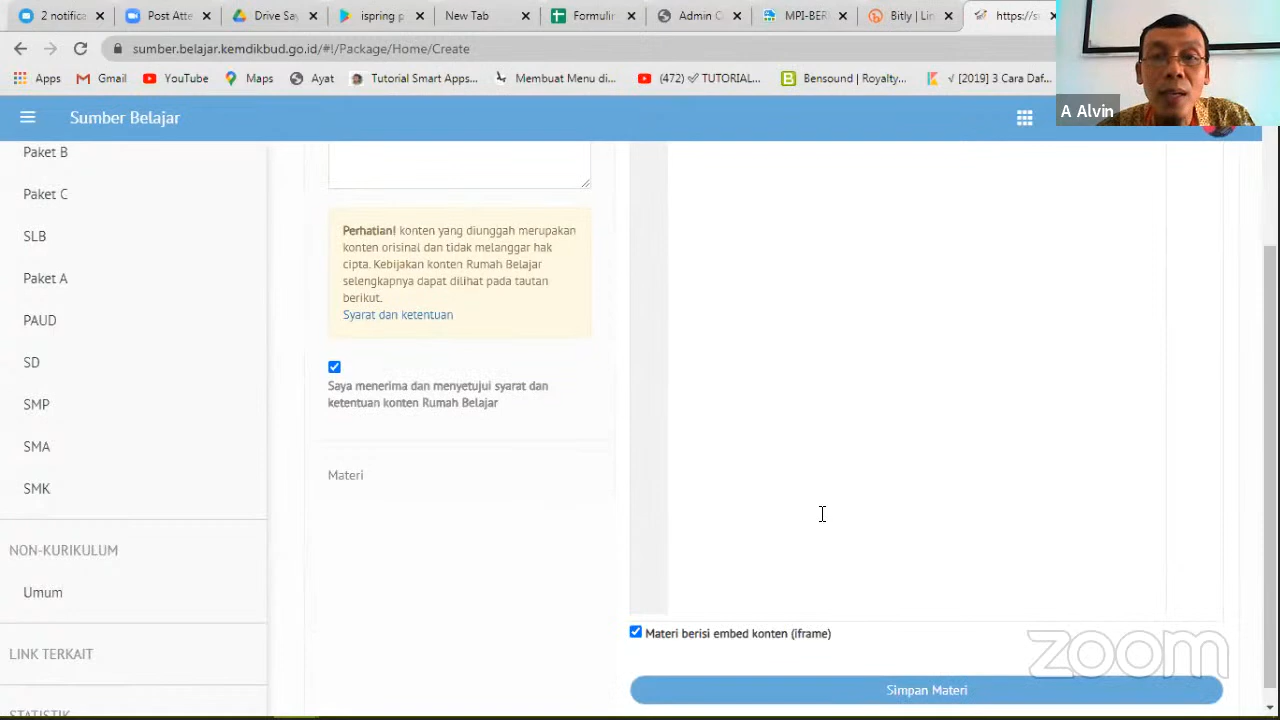 2 notifica
Post Atte
Drive Say
ispring p
New Tab
Formulin
Admin C
MPI-BER
Bitly | Lin
https://s
sumber.belajar.kemdikbud.go.id/#!/Package/Home/Create
Apps
Gmail
YouTube
Maps
Ayat
Tutorial Smart Apps...
Membuat Menu di...
(472) ✓ TUTORIAL...
Bensound | Royalty...
√ [2019] 3 Cara Daf...
A Alvin
Sumber Belajar
Paket B
Paket C
SLB
Paket A
PAUD
SD
SMP
SMA
SMK
NON-KURIKULUM
Umum
LINK TERKAIT
STATISTIK
Perhatian! konten yang diunggah merupakan
konten orisinal dan tidak melanggar hak
cipta. Kebijakan konten Rumah Belajar
selengkapnya dapat dilihat pada tautan
berikut.
Syarat dan ketentuan
Saya menerima dan menyetujui syarat dan
ketentuan konten Rumah Belajar
Materi
Materi berisi embed konten (iframe)
Simpan Materi
zoom